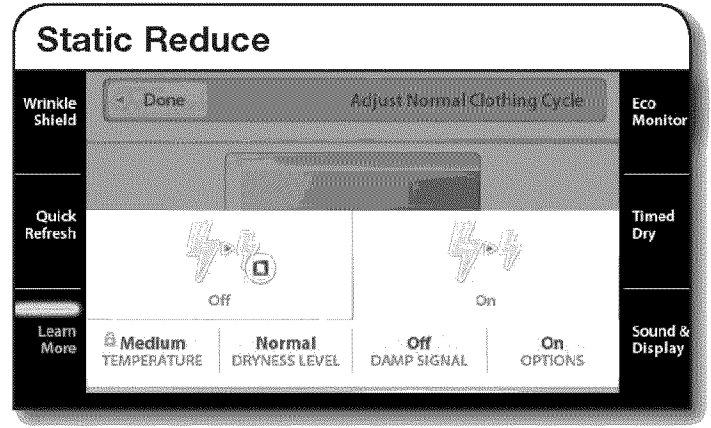 Static Reduce
Wrinkle
Shield
Done
Adjust Normal Clothing Cycle
Eco
Monitor
Quick
Refresh
Timed
Dry
Off
On
Learn
More
Medium
TEMPERATURE
Normal
DRYNESS LEVEL
Off
DAMP SIGNAL
On
OPTIONS
Sound &
Display